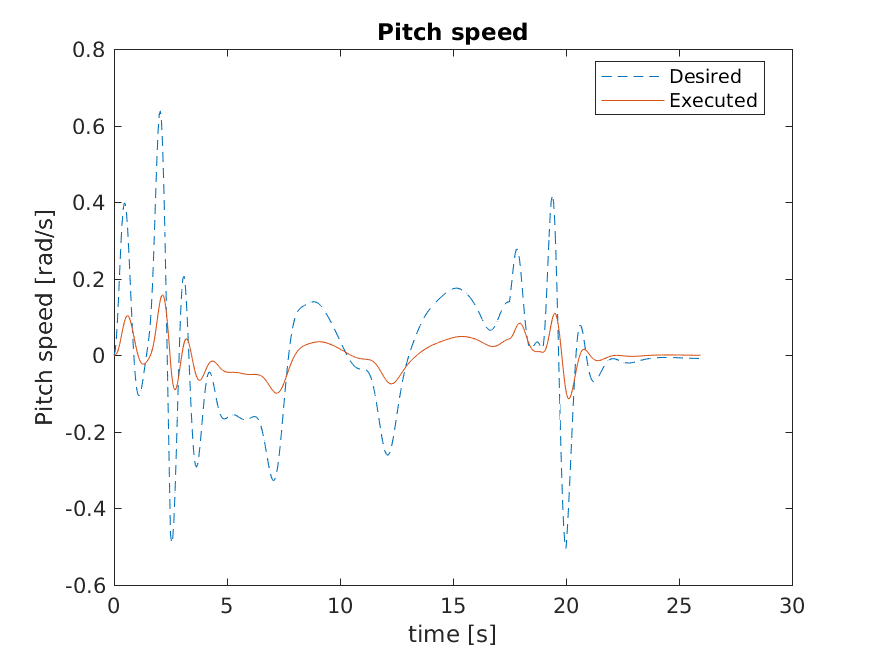 Pitch speed
Desired
Executed
0.8
0.6
0.4
0.2
0
-0.2
-0.4
-0.6
Pitch speed [rad/s]
0 5 10 15 20 25 30
time [s]